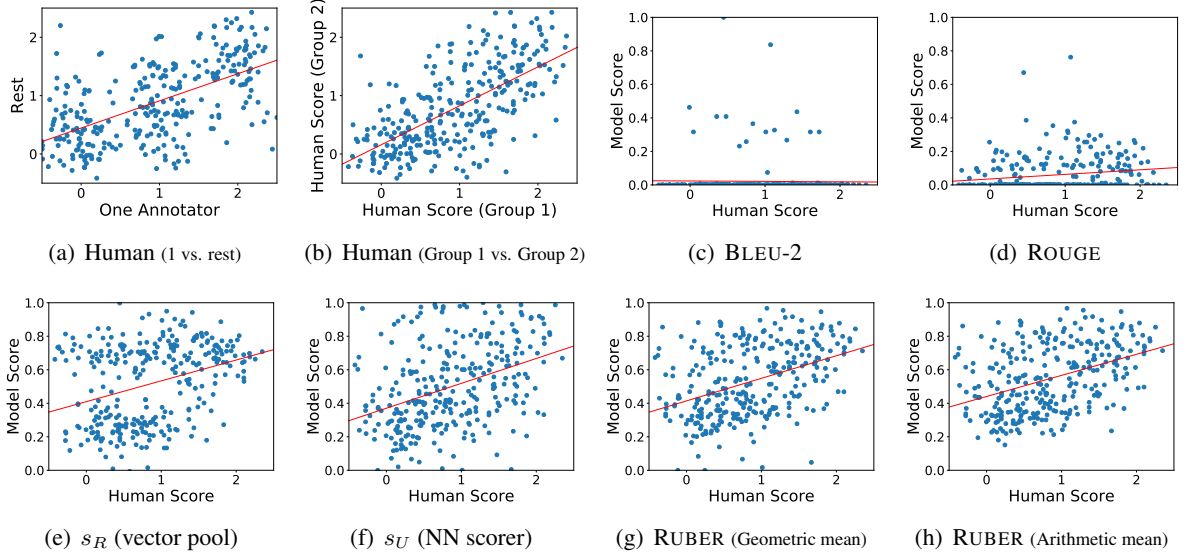 2
1
0
Rest
0 1 2
One Annotator
(a) Human (1 vs. rest)
2
1
0
Human Score (Group 2)
0 1 2
Human Score (Group 1)
(b) Human (Group 1 vs. Group 2)
1.0
0.8
0.6
0.4
0.2
0.0
Model Score
0 1 2
Human Score
(c) BLEU-2
1.0
0.8
0.6
0.4
0.2
0.0
Model Score
0 1 2
Human Score
(d) ROUGE
1.0
0.8
0.6
0.4
0.2
0.0
Model Score
0 1 2
Human Score
(e) s_R (vector pool)
1.0
0.8
0.6
0.4
0.2
0.0
Model Score
0 1 2
Human Score
(f) s_U (NN scorer)
1.0
0.8
0.6
0.4
0.2
0.0
Model Score
0 1 2
Human Score
(g) RUBER (Geometric mean)
1.0
0.8
0.6
0.4
0.2
0.0
Model Score
0 1 2
Human Score
(h) RUBER (Arithmetic mean)